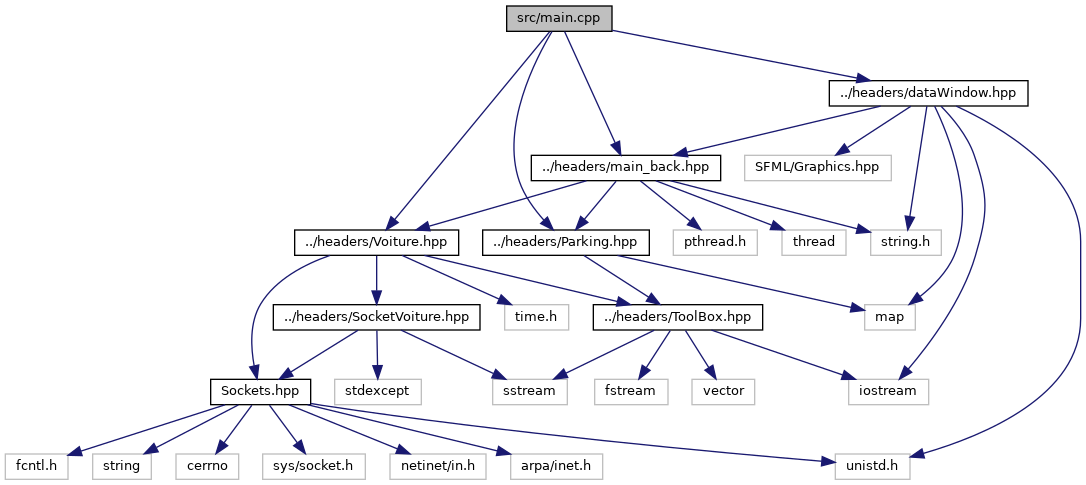 src/main.cpp
../headers/dataWindow.hpp
../headers/main_back.hpp
SFML/Graphics.hpp
../headers/Voiture.hpp
../headers/Parking.hpp
pthread.h
thread
string.h
../headers/SocketVoiture.hpp
time.h
../headers/ToolBox.hpp
map
Sockets.hpp
stdexcept
sstream
fstream
vector
iostream
fcntl.h
string
cerrno
sys/socket.h
netinet/in.h
arpa/inet.h
unistd.h